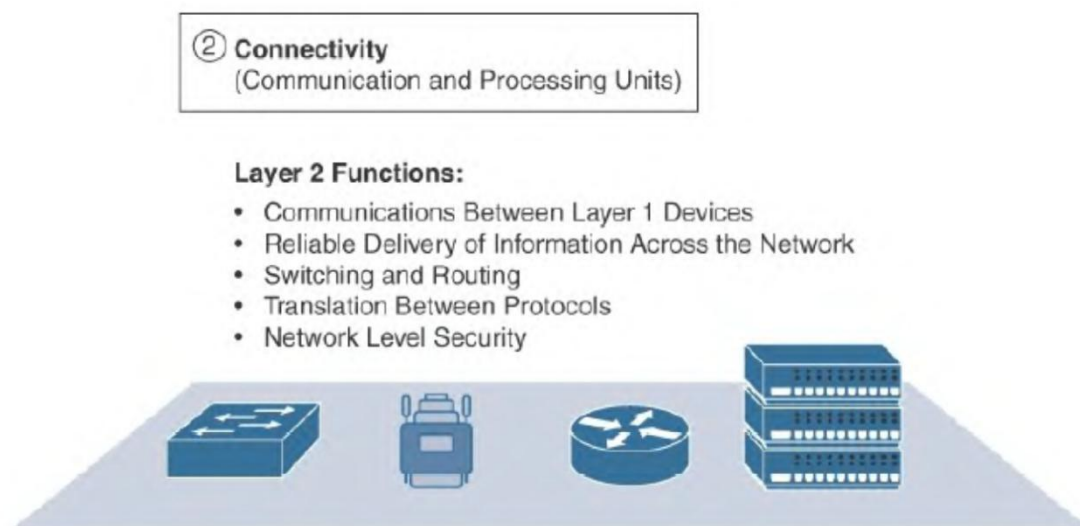 ② Connectivity
(Communication and Processing Units)
Layer 2 Functions:
• Communications Between Layer 1 Devices
• Reliable Delivery of Information Across the Network
• Switching and Routing
• Translation Between Protocols
• Network Level Security